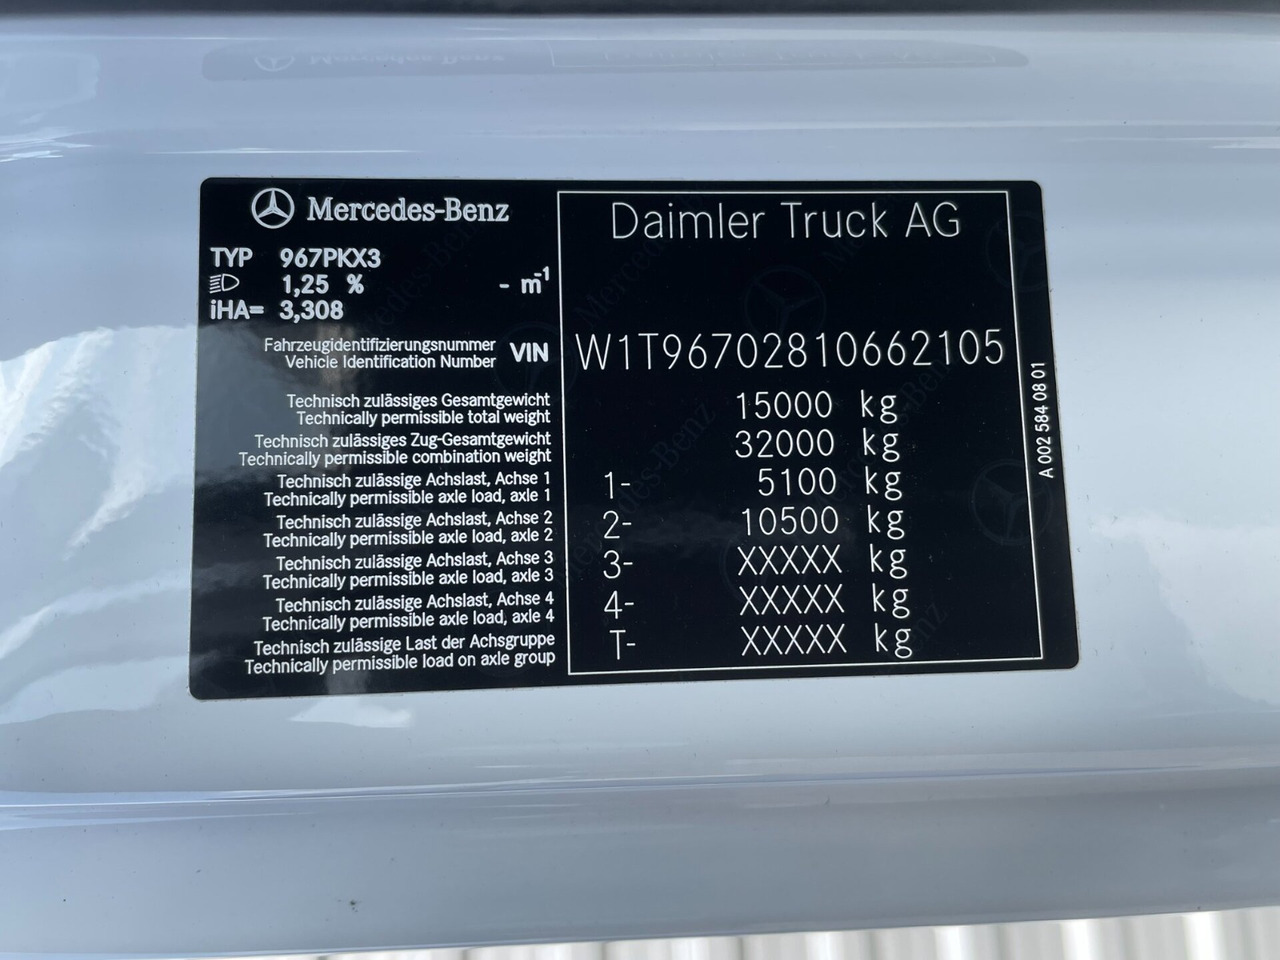 Mercedes-Benz
Daimler Truck AG
TYP 967PKX3
1,25 % - m-1
iHA= 3,308
Fahrzeugidentifizierungsnummer
Vehicle Identification Number VIN W1T96702810662105
Technisch zulässiges Gesamtgewicht
Technically permissible total weight 15000 kg
Technisch zulässiges Zug-Gesamtgewicht
Technically permissible combination weight 32000 kg
Technisch zulässige Achslast, Achse 1
Technically permissible axle load, axle 1 1- 5100 kg
Technisch zulässige Achslast, Achse 2
Technically permissible axle load, axle 2 2- 10500 kg
Technisch zulässige Achslast, Achse 3
Technically permissible axle load, axle 3 3- XXXXX kg
Technisch zulässige Achslast, Achse 4
Technically permissible axle load, axle 4 4- XXXXX kg
Technisch zulässige Last der Achsgruppe
Technically permissible load on axle group T- XXXXX kg
A 002 584 08 01